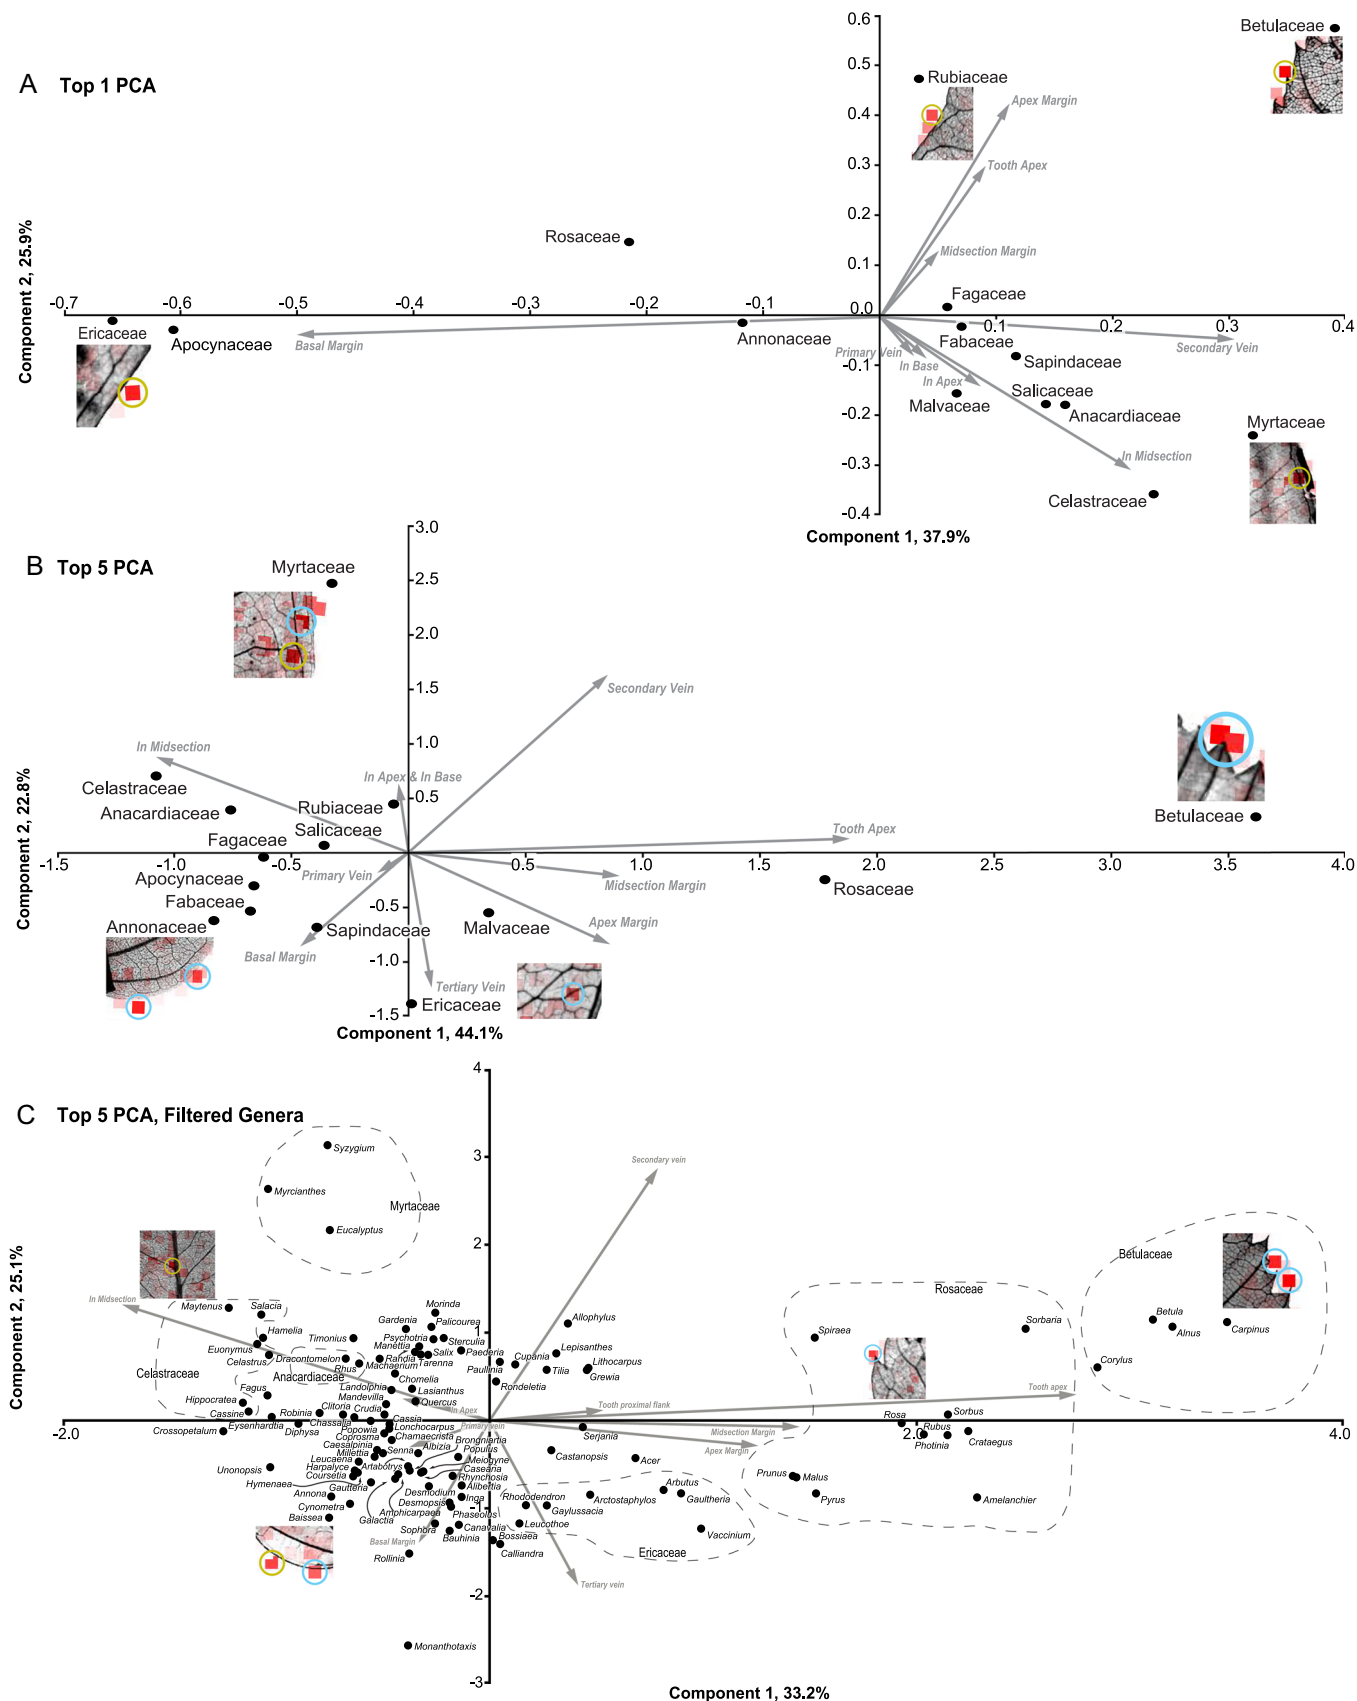 A Top 1 PCA
Betulaceae
Rubiaceae
Apex Margin
Tooth Apex
Rosaceae
Midsection Margin
Fagaceae
Ericaceae
Apocynaceae
Basal Margin
Annonaceae
Primary Vein
In Base
In Apex
Fabaceae
Secondary Vein
Sapindaceae
Malvaceae
Salicaceae
Anacardiaceae
Myrtaceae
In Midsection
Celastraceae
0.6
0.5
0.4
0.3
0.2
0.1
0.0
-0.1
-0.2
-0.3
-0.4
-0.7 -0.6 -0.5 -0.4 -0.3 -0.2 -0.1 0.1 0.2 0.3 0.4
Component 2, 25.9%
Component 1, 37.9%
B Top 5 PCA
Myrtaceae
Secondary Vein
In Midsection
Celastraceae
In Apex & In Base
Anacardiaceae
Rubiaceae
Salicaceae
Fagaceae
Tooth Apex
Betulaceae
Primary Vein
Apocynaceae
Fabaceae
Annonaceae
Midsection Margin
Rosaceae
Sapindaceae
Malvaceae
Apex Margin
Basal Margin
Tertiary Vein
Ericaceae
3.0
2.5
2.0
1.5
1.0
0.5
-0.5
-1.0
-1.5
-1.5 -1.0 -0.5 0.5 1.0 1.5 2.0 2.5 3.0 3.5 4.0
Component 2, 22.8%
Component 1, 44.1%
C Top 5 PCA, Filtered Genera
Syzygium
Myrcianthes
Myrtaceae
Eucalyptus
Secondary vein
Betulaceae
Rosaceae
In Midsection
Maytenus
Salacia
Morinda
Gardenia
Palicourea
Allophylus
Hamelia
Timonius
Psychotria
Sterculia
Manettia
Euonymus
Celastrus
Dracontomelon
Randia
Salix
Tarenna
Paederia
Lepisanthes
Rhus
Machaerium
Paullinia
Cupania
Tilia
Lithocarpus
Grewia
Spiraea
Sorbaria
Betula
Alnus
Carpinus
Corylus
Celastraceae
Anacardiaceae
Chomelia
Rondeletia
Fagus
Landolphia
Lasianthus
Hippocratea
Mandevilla
Quercus
Cassine
Robinia
Clitoria
Crudia
In Apex
Tooth proximal flank
Tooth apex
Crossopetalum
Eysenhardtia
Chassalia
Diphysa
Cassia
Popowia
Lonchocarpus
Primary vein
Coprosma
Chamaecrista
Serjania
Midsection Margin
Apex Margin
Rosa
Sorbus
Rubus
Photinia
Crataegus
Caesalpinia
Brongniartia
Millettia
Senna
Albizia
Populus
Castanopsis
Acer
Leucaena
Meiogyne
Unonopsis
Harpalyce
Artabotrys
Casearia
Coursetia
Rhynchosia
Hymenaea
Gautteria
Alibertia
Prunus
Malus
Pyrus
Amelanchier
Annona
Desmodium
Inga
Rhododendron
Arctostaphylos
Arbutus
Gaultheria
Cynometra
Desmopsis
Gaylussacia
Baissea
Amphicarpaea
Phaseolus
Galactia
Canavalia
Leucothoe
Vaccinium
Sophora
Bauhinia
Bossiaea
Basal Margin
Calliandra
Ericaceae
Rollinia
Tertiary vein
Monanthotaxis
4
3
2
1
-1
-2
-3
-2.0 2.0 4.0
Component 2, 25.1%
Component 1, 33.2%